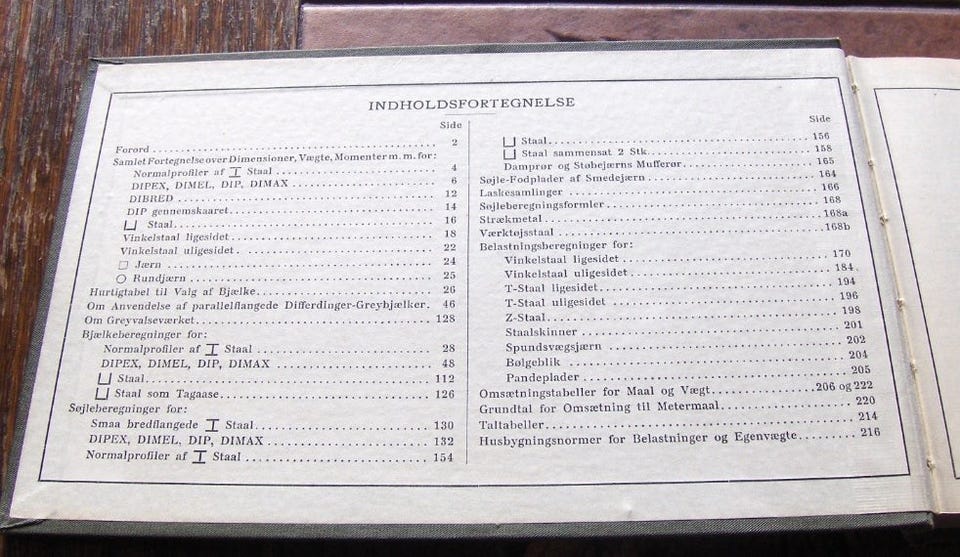 INDHOLDSFORTEGNELSE
Side
Forord . . . . . . . . . . 2
Samlet Fortegnelse over Dimensioner, Vægte, Momenter m. m. for:
Normalprofiler af I Staal . . . . . . . . . . 4
DIPEX, DIMEL, DIP, DIMAX . . . . . . . . . . 6
DIBRED . . . . . . . . . . 12
DIP gennemskaaret . . . . . . . . . . 14
⊔ Staal . . . . . . . . . . 16
Vinkelstaal ligesidet . . . . . . . . . . 18
Vinkelstaal uligesidet . . . . . . . . . . 22
□ Jærn . . . . . . . . . . 24
○ Rundjærn . . . . . . . . . . 25
Hurtigtabel til Valg af Bjælke . . . . . . . . . . 26
Om Anvendelse af parallelflangede Differdinger-Greybjælker. 46
Om Greyvalseværket . . . . . . . . . . 128
Bjælkeberegninger for:
Normalprofiler af I Staal . . . . . . . . . . 28
DIPEX, DIMEL, DIP, DIMAX . . . . . . . . . . 48
⊔ Staal . . . . . . . . . . 112
⊔ Staal som Tagaase . . . . . . . . . . 126
Søjleberegninger for:
Smaa bredflangede I Staal . . . . . . . . . . 130
DIPEX, DIMEL, DIP, DIMAX . . . . . . . . . . 132
Normalprofiler af I Staal . . . . . . . . . . 154
Side
⊔ Staal . . . . . . . . . . 156
⊔ Staal sammensat 2 Stk. . . . . . . . . . . 158
Damprør og Støbejærns Mufferør . . . . . . . . . . 165
Søjle-Fodplader af Smedejærn . . . . . . . . . . 164
Laskesamlinger . . . . . . . . . . 166
Søjleberegningsformler . . . . . . . . . . 168
Strækmetal . . . . . . . . . . 168a
Værktøjsstaal . . . . . . . . . . 168b
Belastningsberegninger for:
Vinkelstaal ligesidet . . . . . . . . . . 170
Vinkelstaal uligesidet . . . . . . . . . . 184
T-Staal ligesidet . . . . . . . . . . 194
T-Staal uligesidet . . . . . . . . . . 196
Z-Staal . . . . . . . . . . 198
Staalskinner . . . . . . . . . . 201
Spundsvægsjærn . . . . . . . . . . 202
Bølgeblik . . . . . . . . . . 204
Pandeplader . . . . . . . . . . 205
Omsætningstabeller for Maal og Vægt . . . . . . . . . . 206 og 222
Grundtal for Omsætning til Metermaal . . . . . . . . . . 220
Taltabeller . . . . . . . . . . 214
Husbygningsnormer for Belastninger og Egenvægte . . . . . . . . . . 216